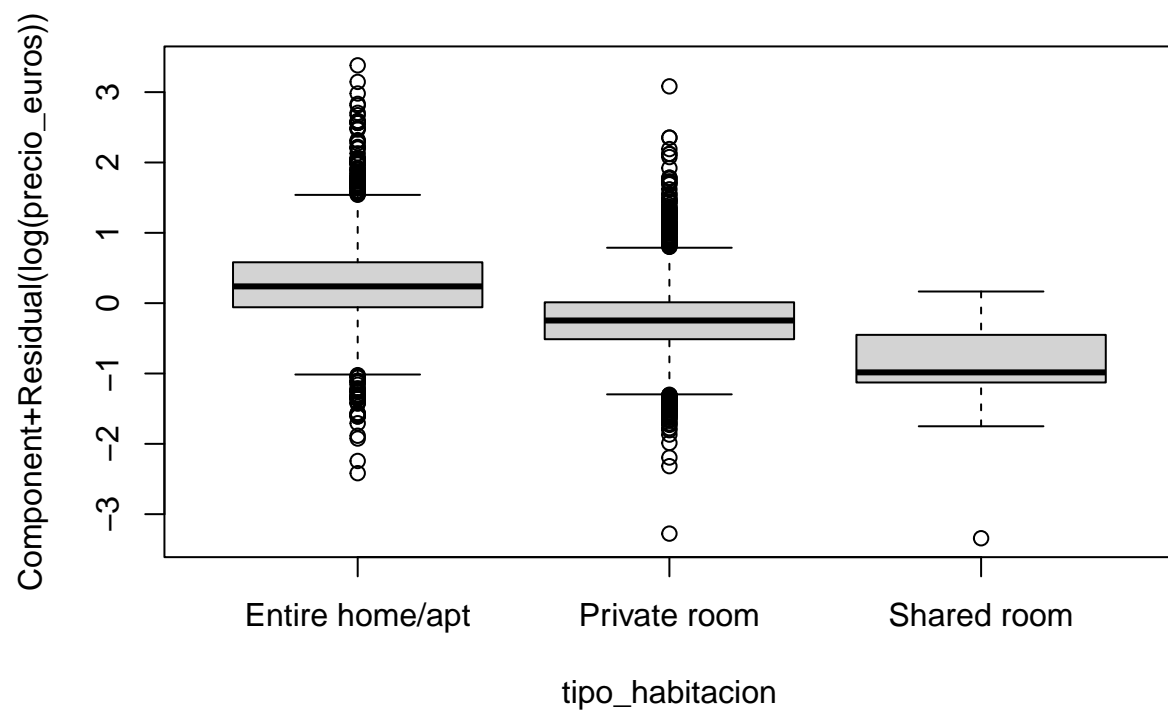 Component+Residual(log(precio_euros))
3
2
1
0
−1
−2
−3
Entire home/apt Private room Shared room
tipo_habitacion